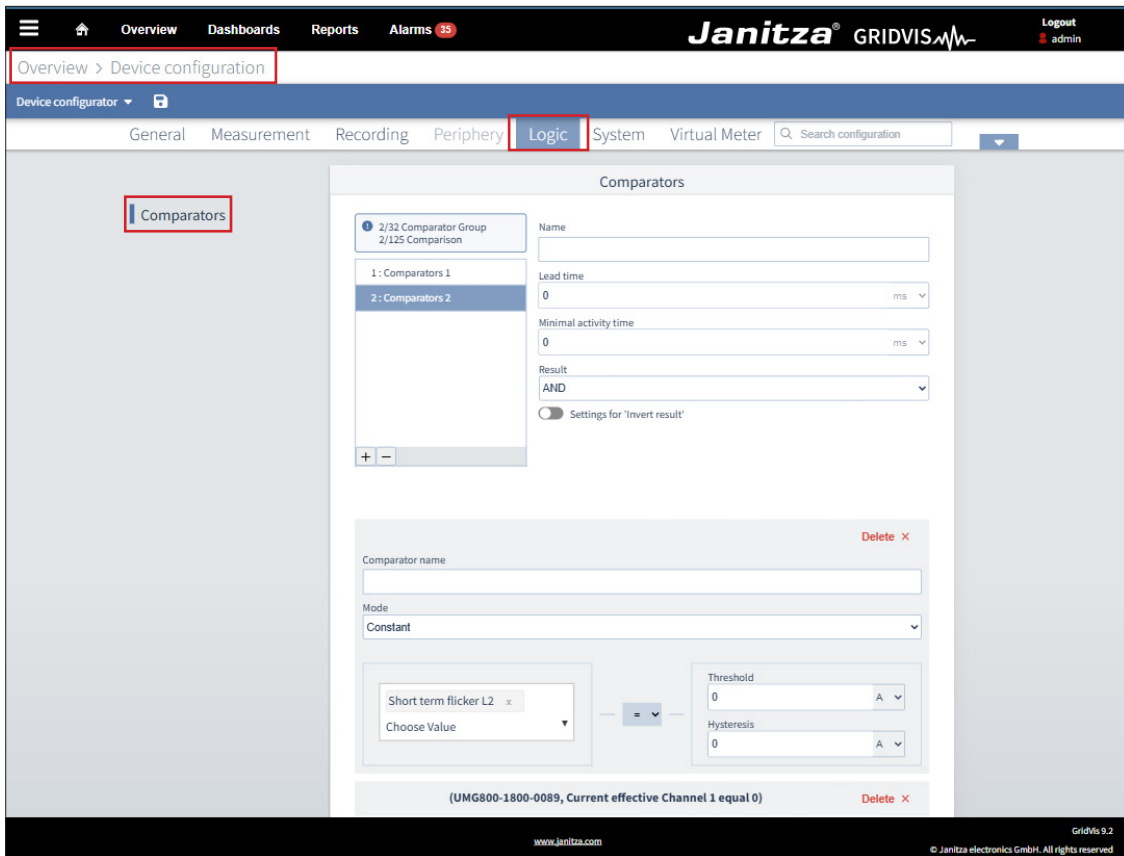 Overview Dashboards Reports Alarms 35 Janitza® GRIDVIS Logout
admin
Overview > Device configuration
Device configurator
General Measurement Recording Periphery Logic System Virtual Meter Search configuration
Comparators
Comparators
2/32 Comparator Group
2/125 Comparison
1 : Comparators 1
2 : Comparators 2
+ −
Name
Lead time
0 ms
Minimal activity time
0 ms
Result
AND
Settings for 'Invert result'
Delete ×
Comparator name
Mode
Constant
Short term flicker L2 x
Choose Value
=
Threshold
0 A
Hysteresis
0 A
(UMG800-1800-0089, Current effective Channel 1 equal 0) Delete ×
www.janitza.com
GridVis 9.2
© Janitza electronics GmbH. All rights reserved